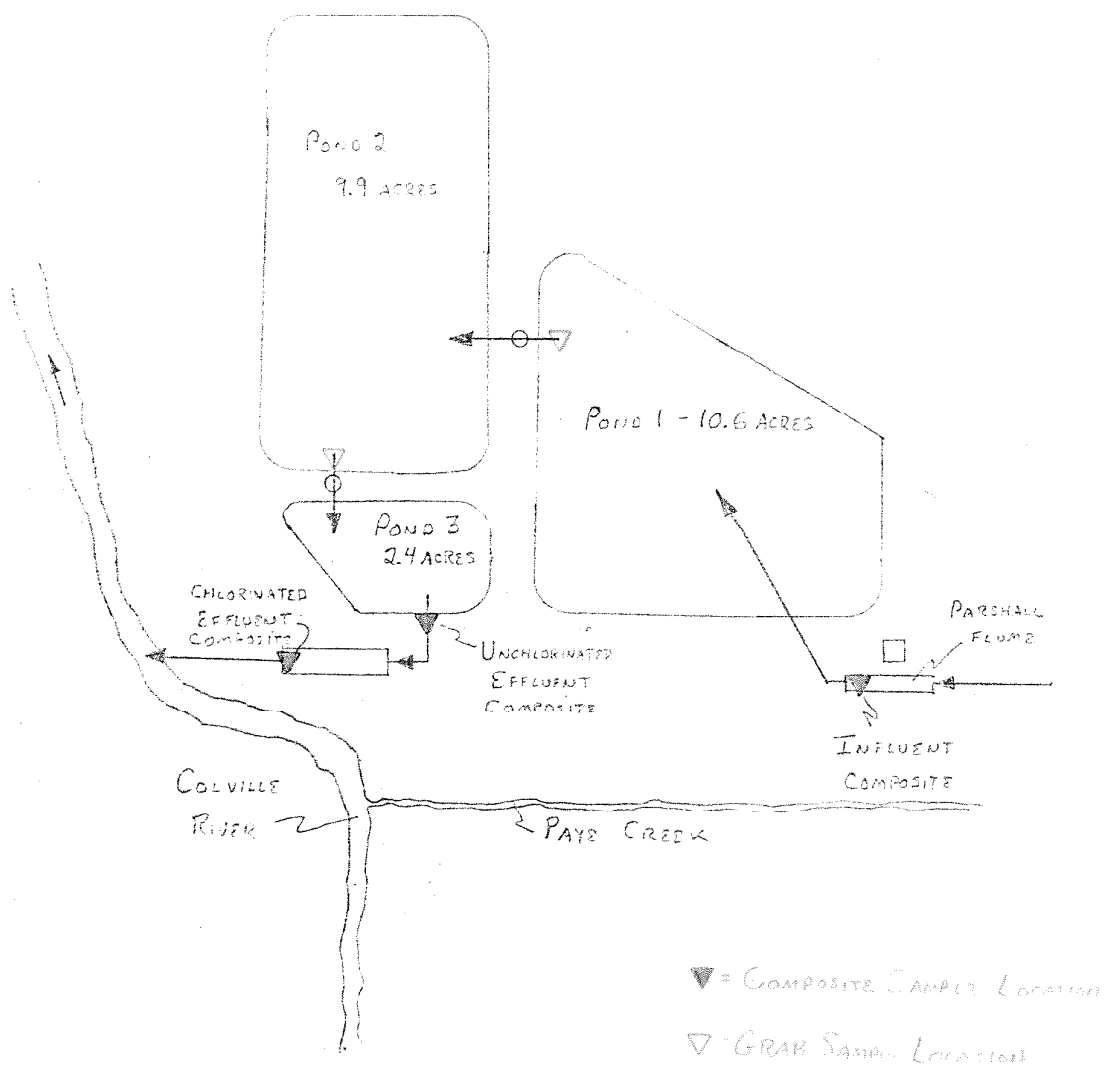 POND 2
9.9 ACRES
POND 1 - 10.6 ACRES
POND 3
2.4 ACRES
CHLORINATED
EFFLUENT
COMPOSITE
UNCHLORINATED
EFFLUENT
COMPOSITE
PARSHALL
FLUME
INFLUENT
COMPOSITE
COLVILLE
RIVER
PAYE CREEK
= COMPOSITE SAMPLE LOCATION
GRAB SAMPL LOCATION